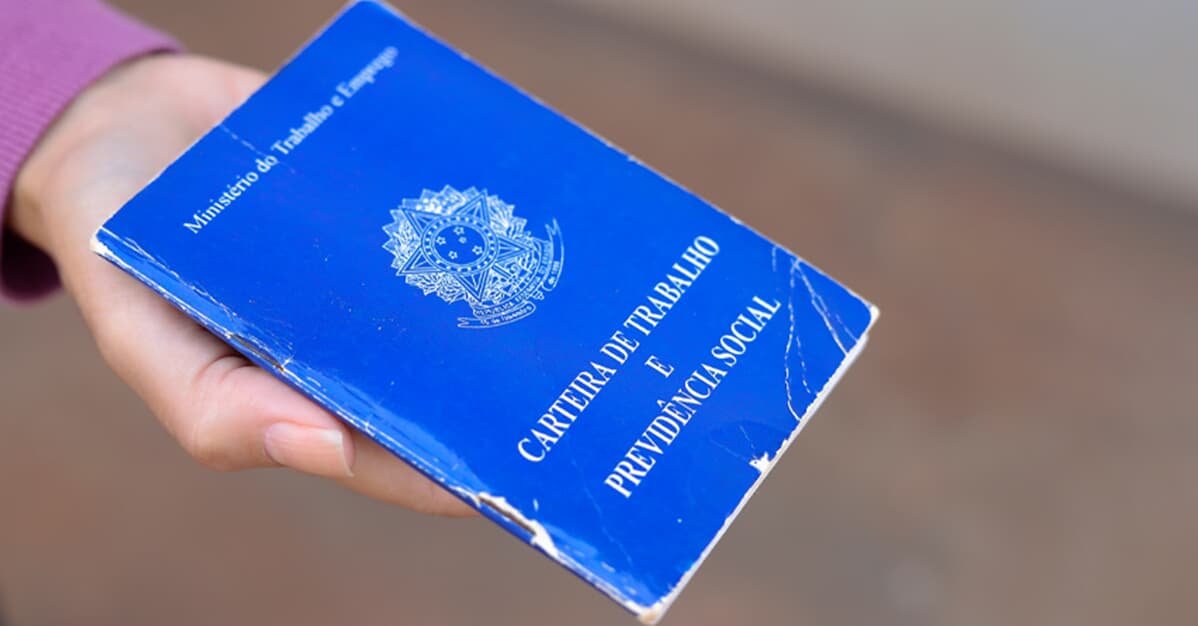 Ministério do Trabalho e Emprego
CARTEIRA DE TRABALHO
E
PREVIDÊNCIA SOCIAL